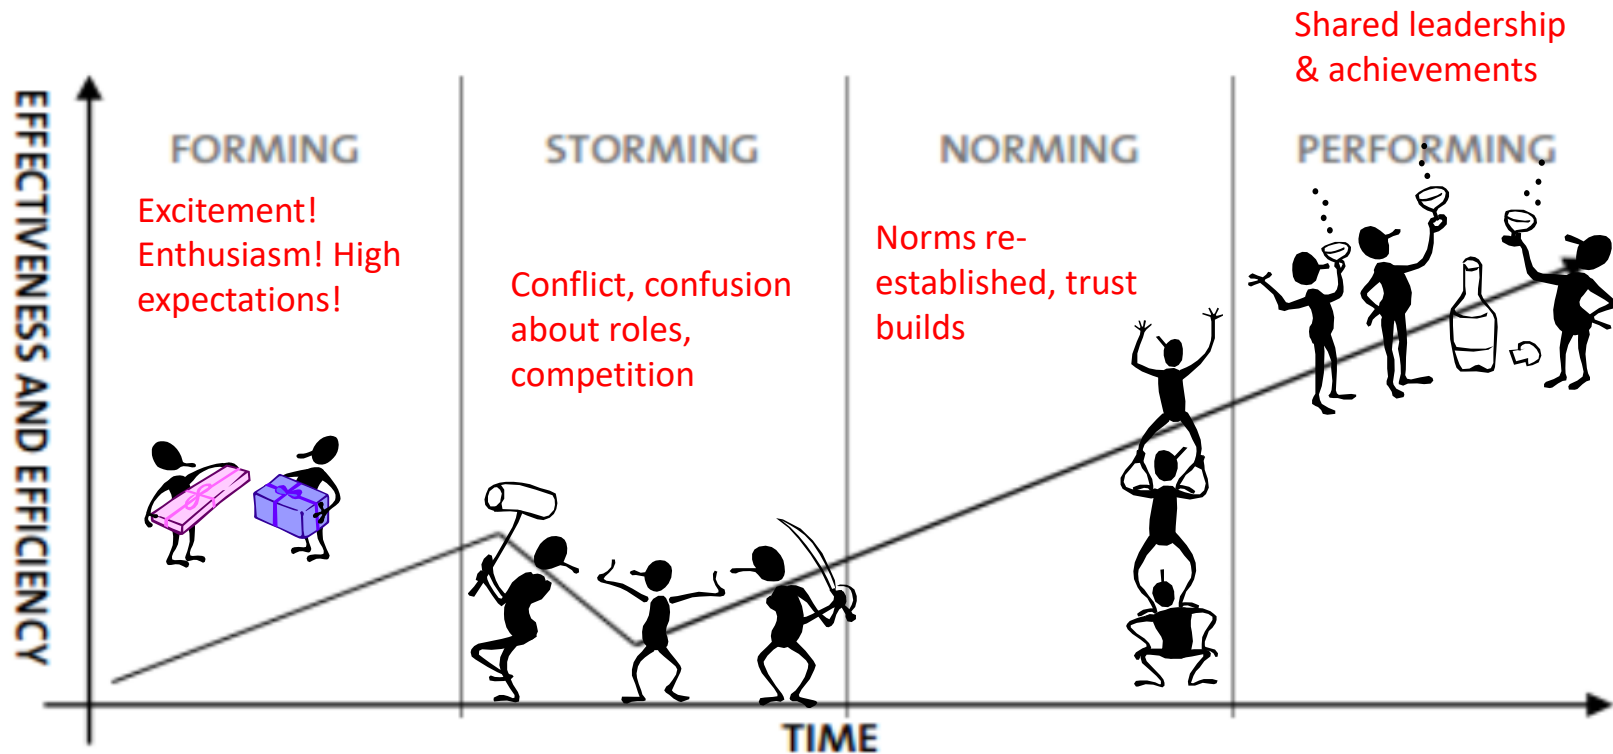 Shared leadership
& achievements
EFFECTIVENESS AND EFFICIENCY
FORMING
STORMING
NORMING
PERFORMING
Excitement!
Enthusiasm! High
expectations!
Conflict, confusion
about roles,
competition
Norms re-
established, trust
builds
TIME